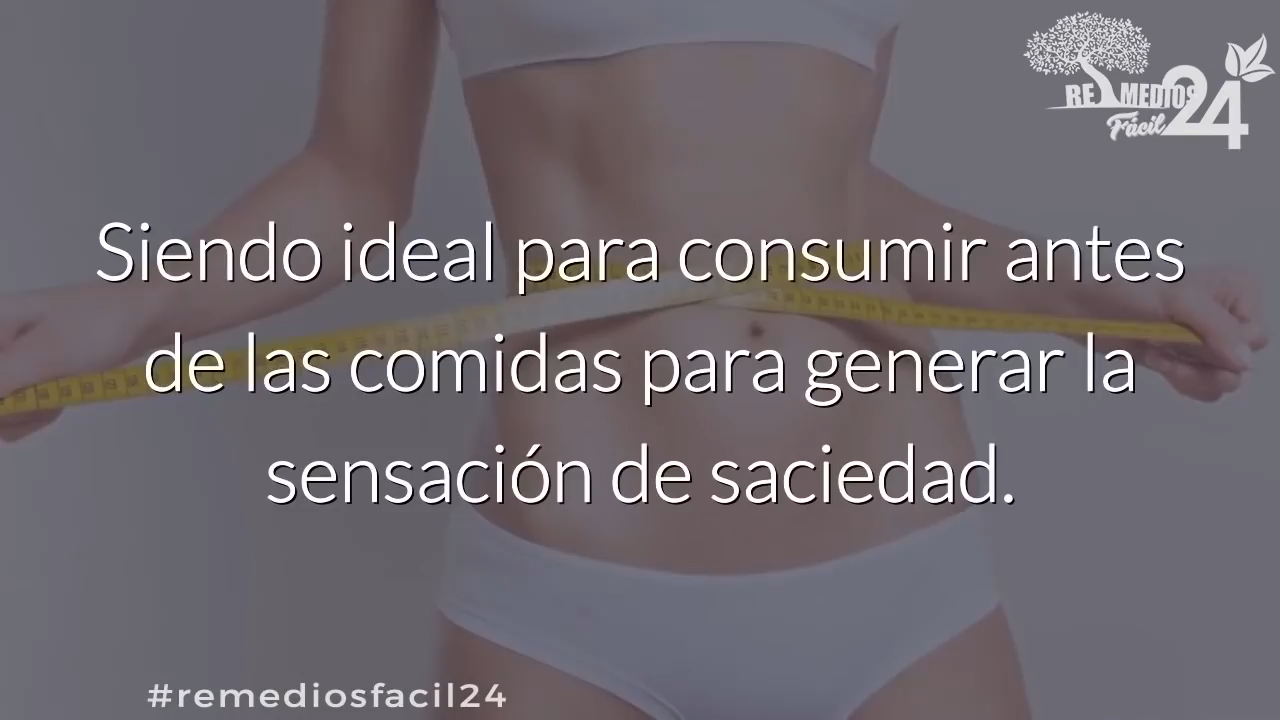 REMEDIOS
Fácil 24
Siendo ideal para consumir antes
de las comidas para generar la
sensación de saciedad.
#remediosfacil24